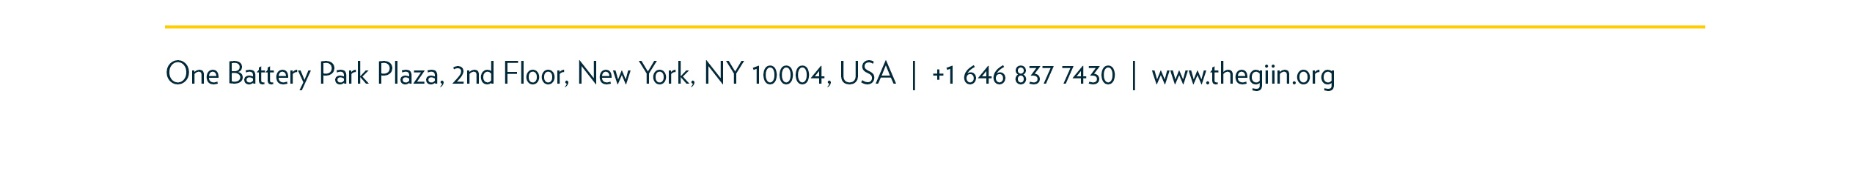 One Battery Park Plaza, 2nd Floor, New York, NY 10004, USA | +1 646 837 7430 | www.thegiin.org